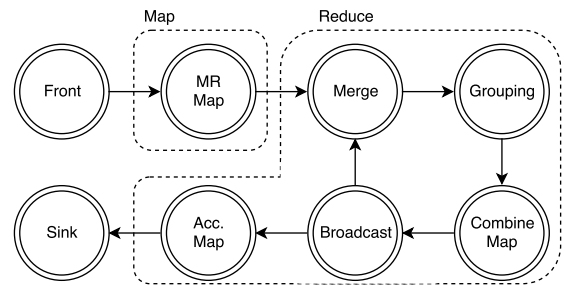 Map
Reduce
Front
MR
Map
Merge
Grouping
Sink
Acc.
Map
Broadcast
Combine
Map